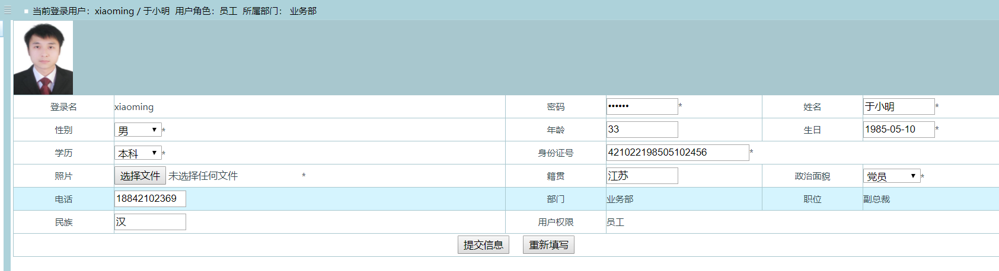 当前登录用户：xiaoming / 于小明 用户角色：员工 所属部门： 业务部
登录名 xiaoming 密码 •••••• * 姓名 于小明 *
性别 男 * 年龄 33 生日 1985-05-10 *
学历 本科 * 身份证号 421022198505102456 *
照片 选择文件 未选择任何文件 * 籍贯 江苏 政治面貌 党员 *
电话 18842102369 部门 业务部 职位 副总裁
民族 汉 用户权限 员工
提交信息 重新填写